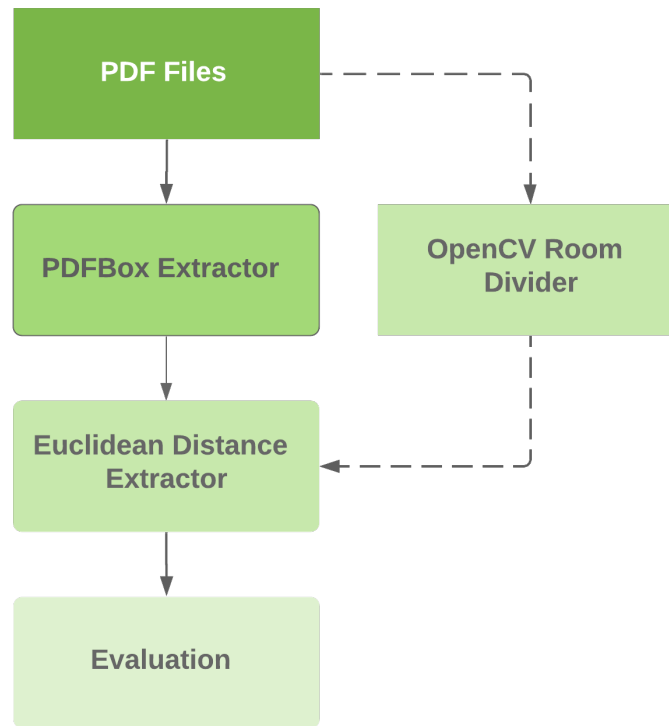 PDF Files
PDFBox Extractor
OpenCV Room
Divider
Euclidean Distance
Extractor
Evaluation